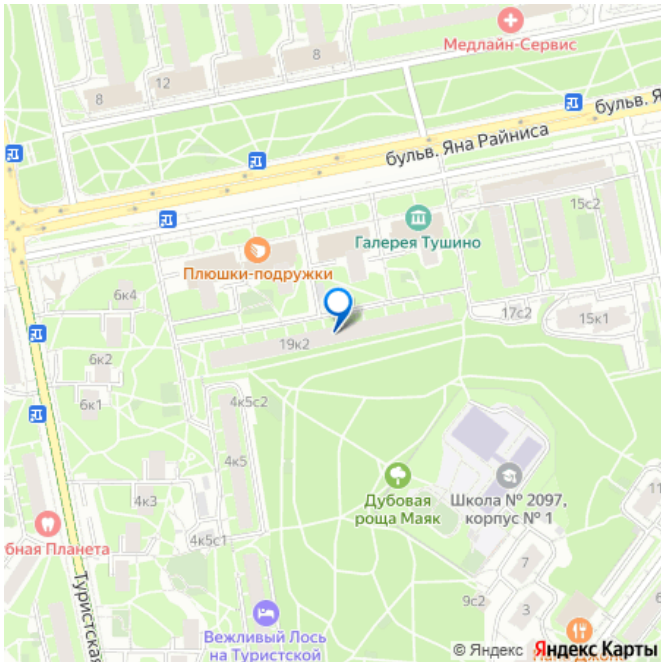 8
Медлайн-Сервис
12
8
бульв. Я
бульв. Яна Райниса
15с2
Галерея Тушино
Плюшки-подружки
6к4
17с2
15к1
19к2
6к2
6к1
4к5с2
4к5
4к3
Дубовая
роща Маяк
Школа № 2097,
корпус № 1
11
бная Планета
4к5с1
7
Туристская
9с2
3
Вежливый Лось
на Туристской
© Яндекс
Яндекс Карты